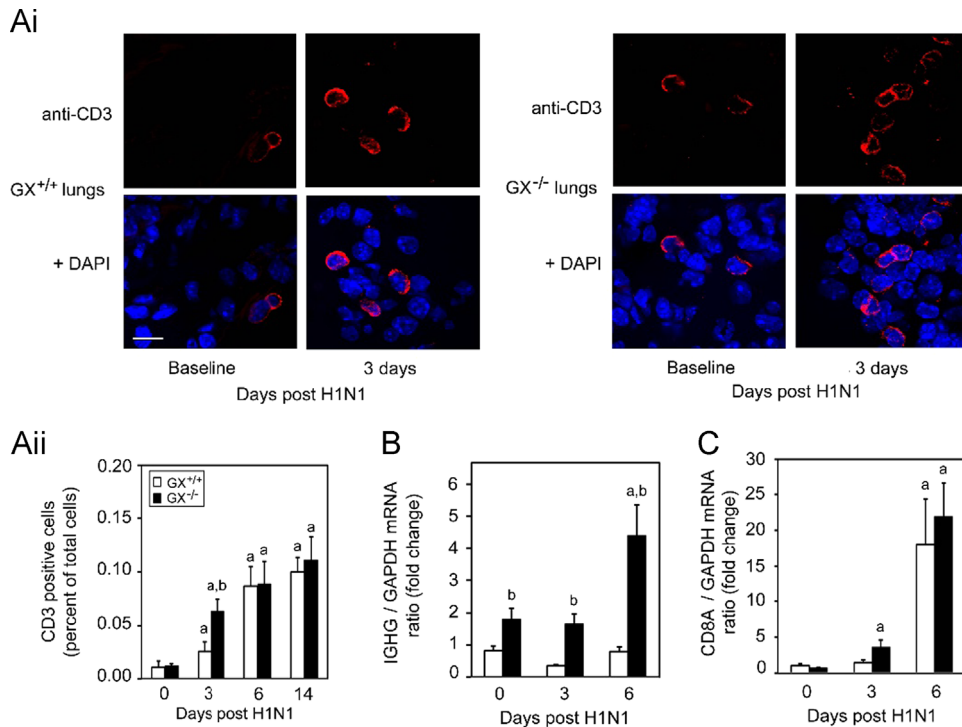 Ai
anti-CD3
GX+/+ lungs
+ DAPI
Baseline 3 days
Days post H1N1
anti-CD3
GX-/- lungs
+ DAPI
Baseline 3 days
Days post H1N1
Aii
CD3 positive cells
(percent of total cells)
0.20
0.15
0.10
0.05
0.00
GX+/+
GX-/-
a
a,b
a
a
a
a
0 3 6 14
Days post H1N1
B
IGHG / GAPDH mRNA
ratio (fold change)
6
5
4
3
2
1
0
b
b
a,b
0 3 6
Days post H1N1
C
CD8A / GAPDH mRNA
ratio (fold change)
30
25
20
15
10
5
0
a
a
a
0 3 6
Days post H1N1